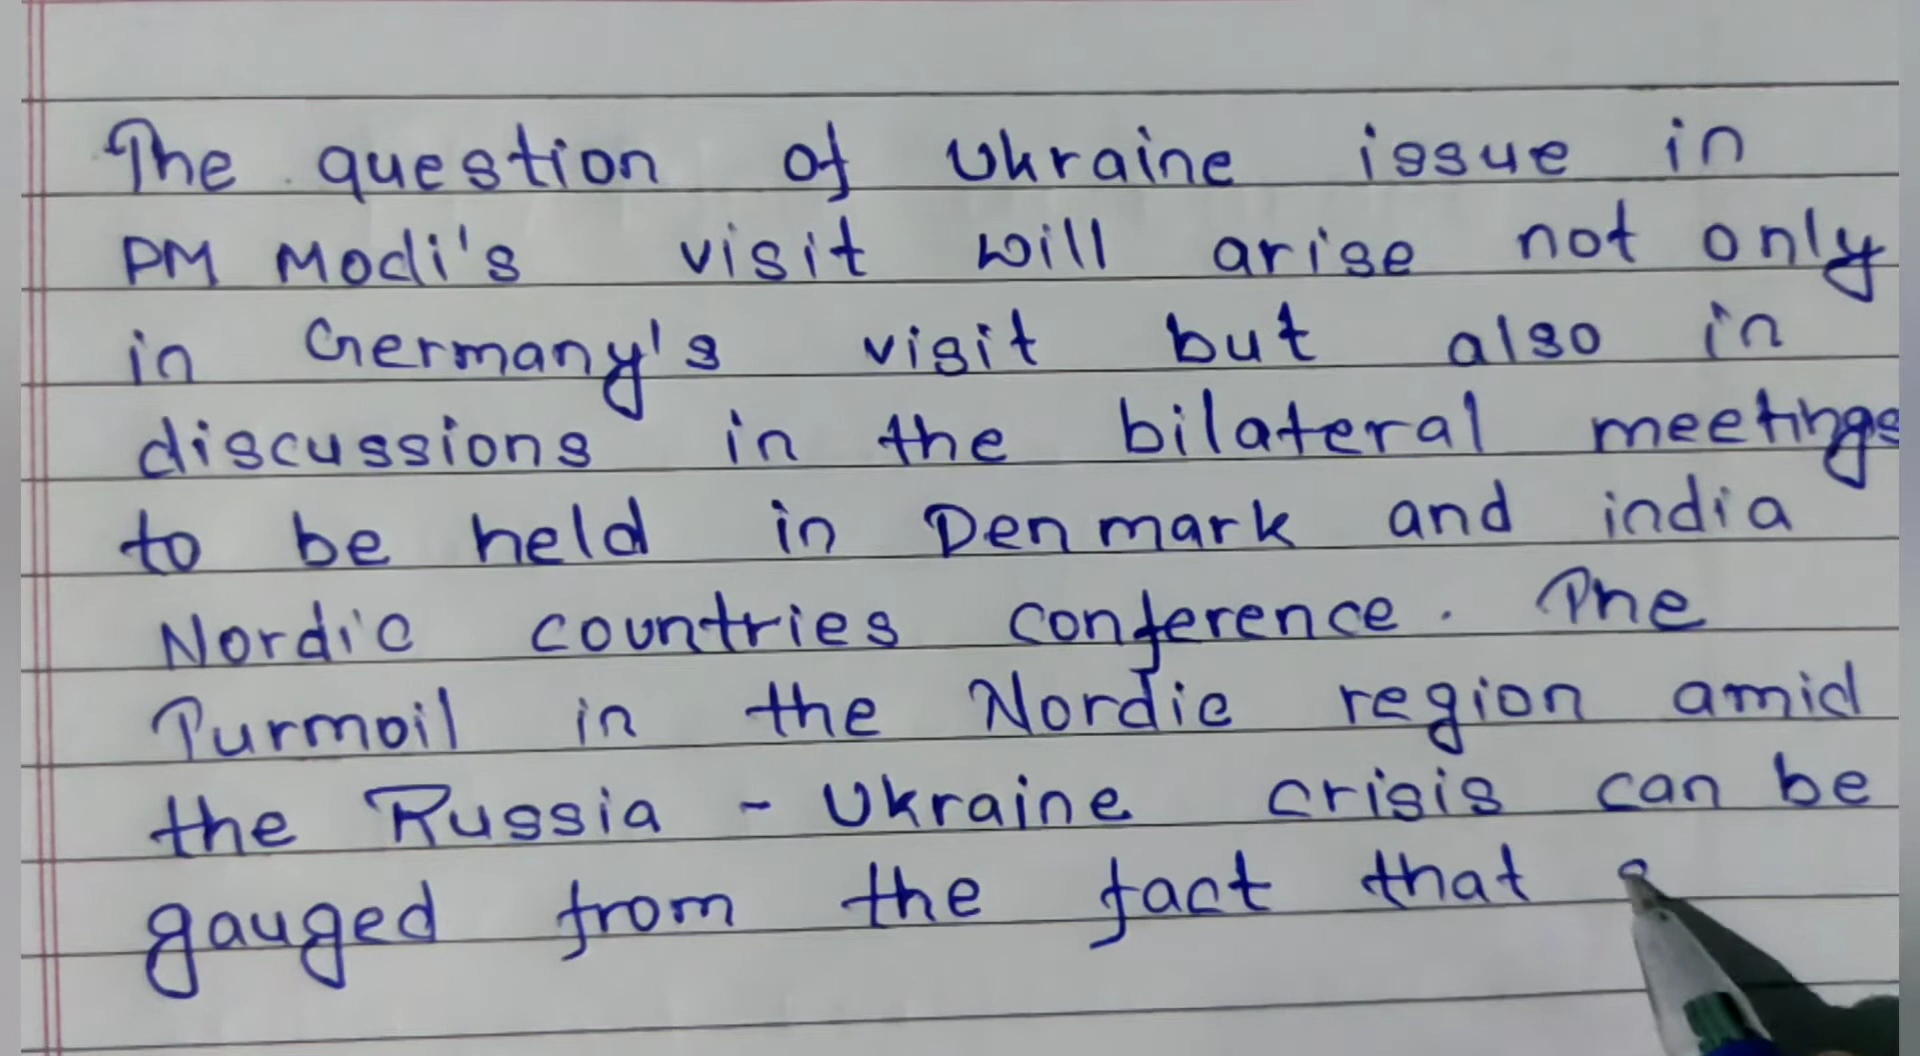 The question of Ukraine issue in
PM Modi's visit will arise not only
in Germany's visit but also in
discussions in the bilateral meetings
to be held in Denmark and india
Nordic countries conference. The
Turmoil in the Nordic region amid
the Russia - Ukraine crisis can be
gauged from the fact that